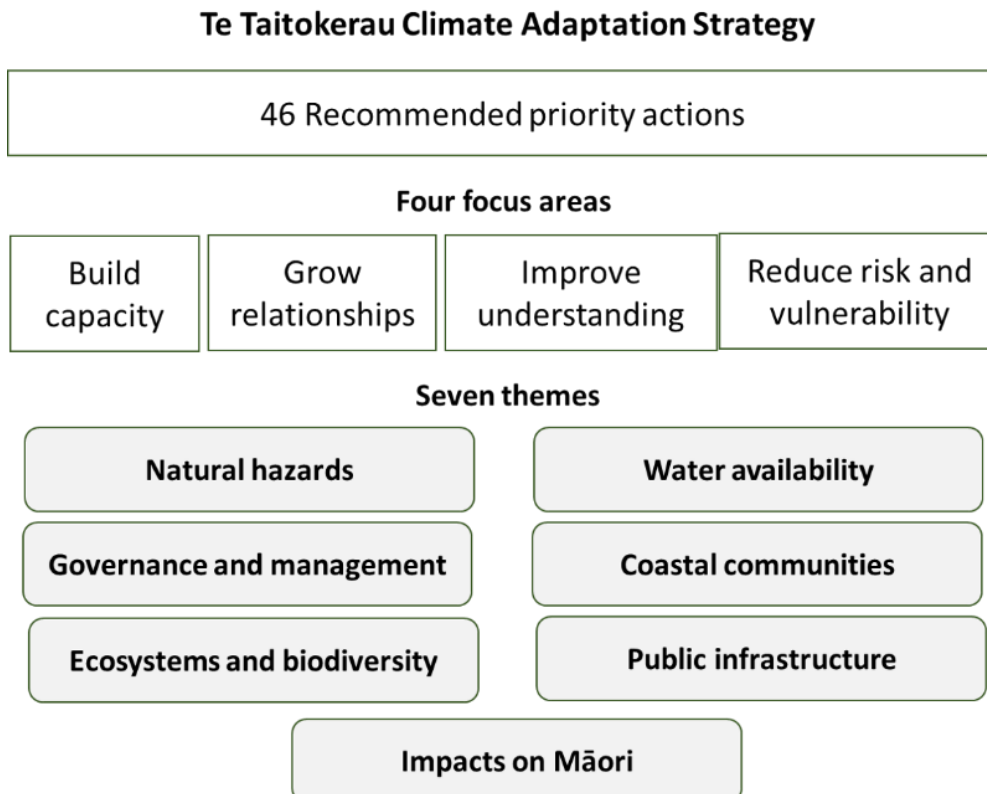 Te Taitokerau Climate Adaptation Strategy
46 Recommended priority actions
Four focus areas
Build
capacity
Grow
relationships
Improve
understanding
Reduce risk and
vulnerability
Seven themes
Natural hazards
Water availability
Governance and management
Coastal communities
Ecosystems and biodiversity
Public infrastructure
Impacts on Māori